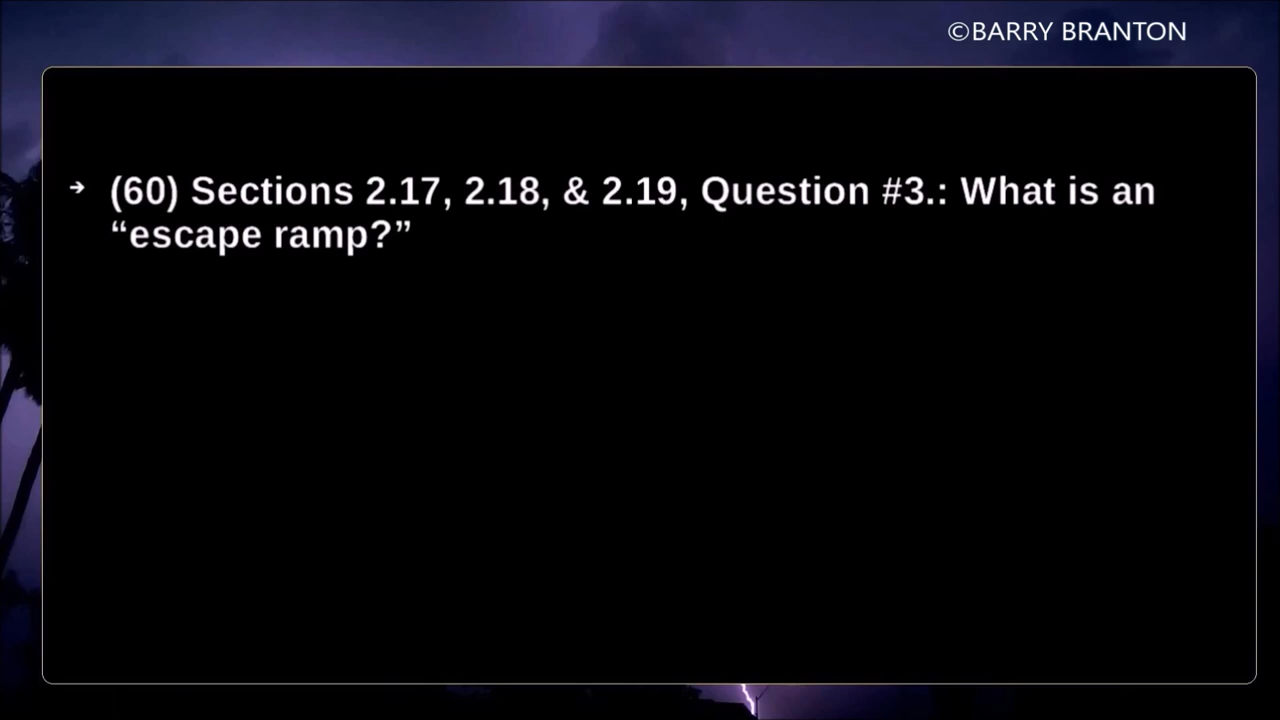 ©BARRY BRANTON
➔ (60) Sections 2.17, 2.18, & 2.19, Question #3.: What is an
“escape ramp?”